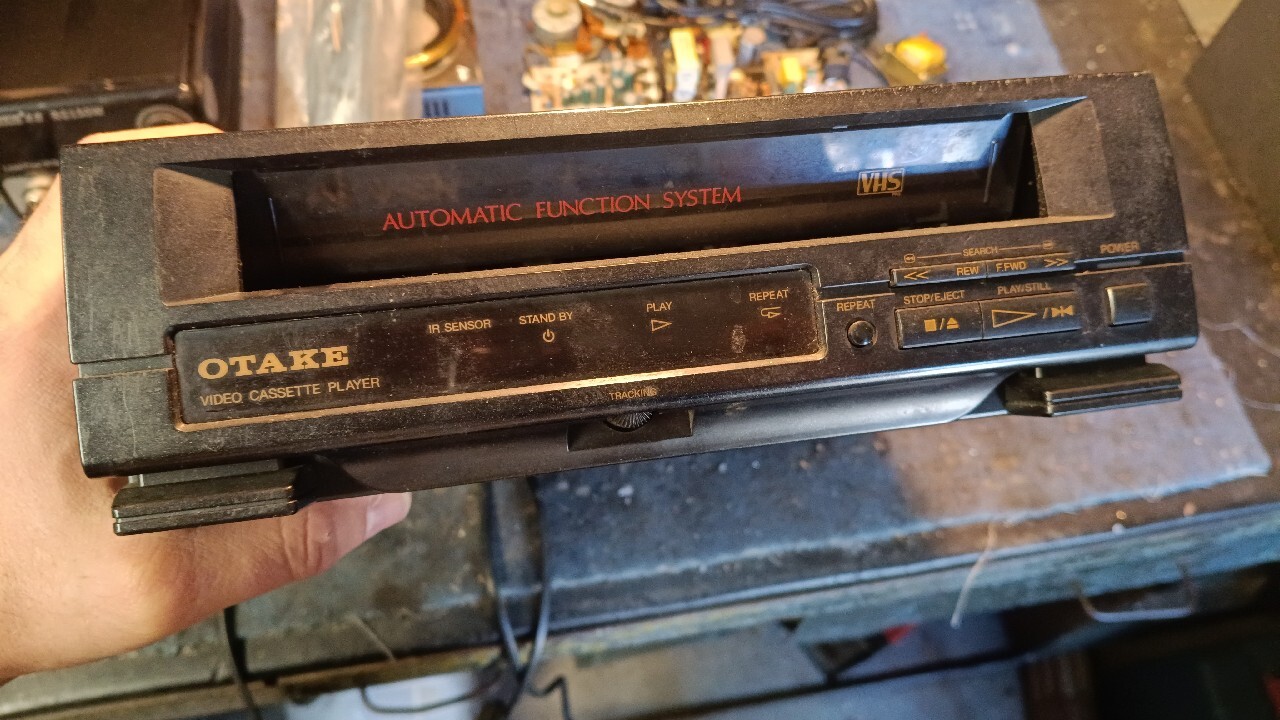 AUTOMATIC FUNCTION SYSTEM
VHS
SEARCH
POWER
REW F.FWD
IR SENSOR
STAND BY
PLAY
REPEAT
REPEAT
STOP/EJECT
PLAY/STILL
OTAKE
VIDEO CASSETTE PLAYER
TRACKING